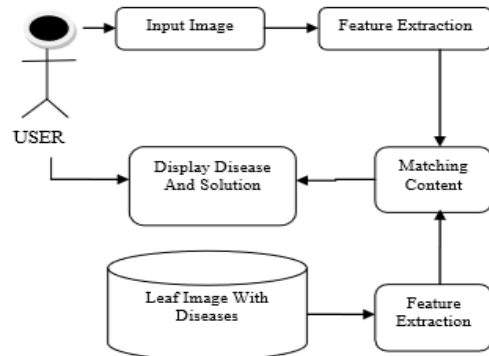 Input Image
Feature Extraction
USER
Display Disease
And Solution
Matching
Content
Leaf Image With
Diseases
Feature
Extraction